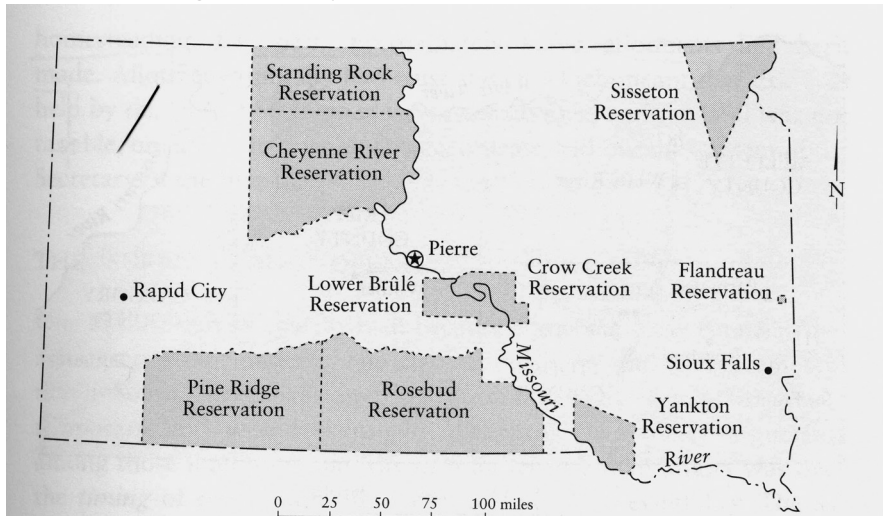 Standing Rock
Reservation
Sisseton
Reservation
Cheyenne River
Reservation
N
Pierre
Crow Creek
Reservation
Lower Brûlé
Reservation
Flandreau
Reservation
Rapid City
Missouri
Sioux Falls
Pine Ridge
Reservation
Rosebud
Reservation
Yankton
Reservation
River
0 25 50 75 100 miles